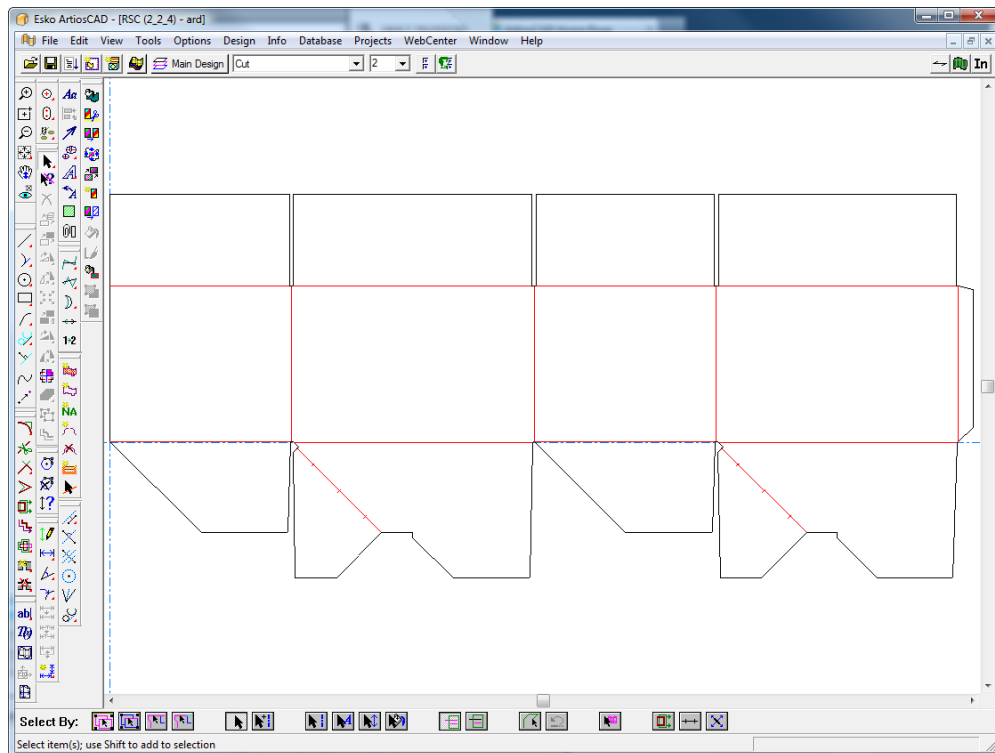 Esko ArtiosCAD - [RSC (2_2_4) - ard]
File Edit View Tools Options Design Info Database Projects WebCenter Window Help
Main Design Cut 2 In
NA
1=2
ab|
Select By:
Select item(s); use Shift to add to selection